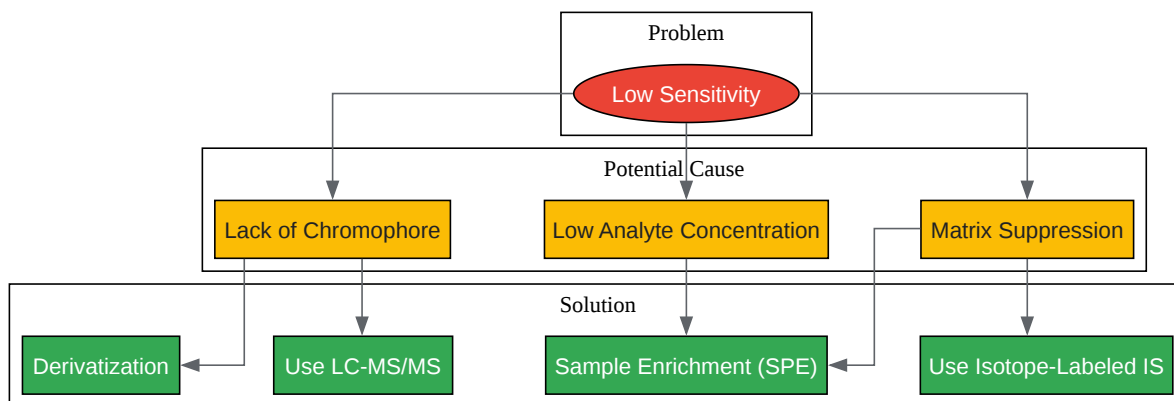 Problem
Low Sensitivity
Potential Cause
Lack of Chromophore
Low Analyte Concentration
Matrix Suppression
Solution
Derivatization
Use LC-MS/MS
Sample Enrichment (SPE)
Use Isotope-Labeled IS